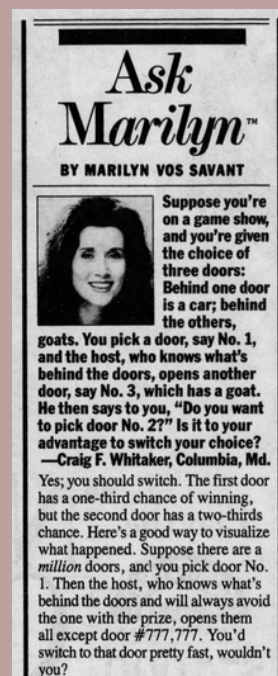 Ask
Marilyn™
BY MARILYN VOS SAVANT
Suppose you're
on a game show,
and you're given
the choice of
three doors:
Behind one door
is a car; behind
the others,
goats. You pick a door, say No. 1,
and the host, who knows what's
behind the doors, opens another
door, say No. 3, which has a goat.
He then says to you, "Do you want
to pick door No. 2?" Is it to your
advantage to switch your choice?
—Craig F. Whitaker, Columbia, Md.
Yes; you should switch. The first door
has a one-third chance of winning,
but the second door has a two-thirds
chance. Here's a good way to visualize
what happened. Suppose there are a
million doors, and you pick door No.
1. Then the host, who knows what's
behind the doors and will always avoid
the one with the prize, opens them
all except door #777,777. You'd
switch to that door pretty fast, wouldn't
you?